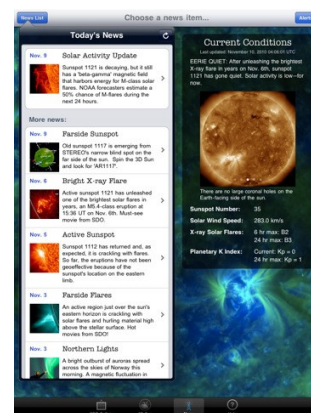 News List
Choose a news item...
Today's News
Nov. 9
Solar Activity Update
Sunspot 1121 is decaying, but it still
has a "beta-gamma" magnetic field
that harbors energy for M-class solar
flares. NOAA forecasters estimate a
50% chance of M-flares during the
next 24 hours.
More news:
Nov. 9
Farside Sunspot
Old sunspot 1117 is emerging from
STEREO's narrow blind spot on the
far side of the sun. Spin the 3D Sun
and look for 'AR1117'.
Nov. 6
Bright X-ray Flare
Active sunspot 1121 has unleashed
one of the brightest solar flares in
years, an M5.4-class eruption at
15:36 UT on Nov. 6th. Must-see
movie from SDO.
Nov. 5
Active Sunspot
Sunspot 1112 has returned and, as
expected, it is crackling with flares.
So far, the eruptions have not been
geoeffective because of the
sunspot's location on the eastern
limb.
Nov. 3
Farside Flares
An active region just over the sun's
eastern horizon is crackling with
solar flares and hurling material high
above the stellar surface. Hot
movies from SDO!
Nov. 3
Northern Lights
A bright outburst of auroras spread
across the skies of Norway this
morning. A magnetic fluctuation in
Current Conditions
Last updated: November 10, 2010
UTC
EERIE QUIET: After unleashing the brightest
X-ray flare in years on Nov. 6th, sunspot
1121 has gone quiet. Solar activity is low--for
now.
There are no large coronal holes on the
Earth-facing side of the sun.
Sunspot Number: 35
Solar Wind Speed: 283.0 km/s
X-ray Solar Flares: 6 hr max: B2
24 hr max: B3
Planetary K Index: Current: Kp = 0
24 hr max: Kp = 1